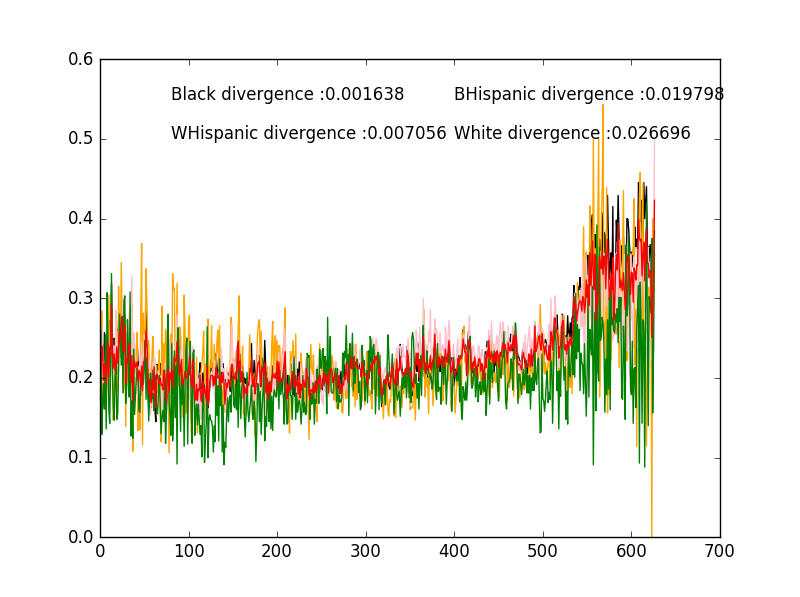 0.6
Black divergence :0.001638 BHispanic divergence :0.019798
0.5
WHispanic divergence :0.007056 White divergence :0.026696
0.4
0.3
0.2
0.1
0.0
0 100 200 300 400 500 600 700